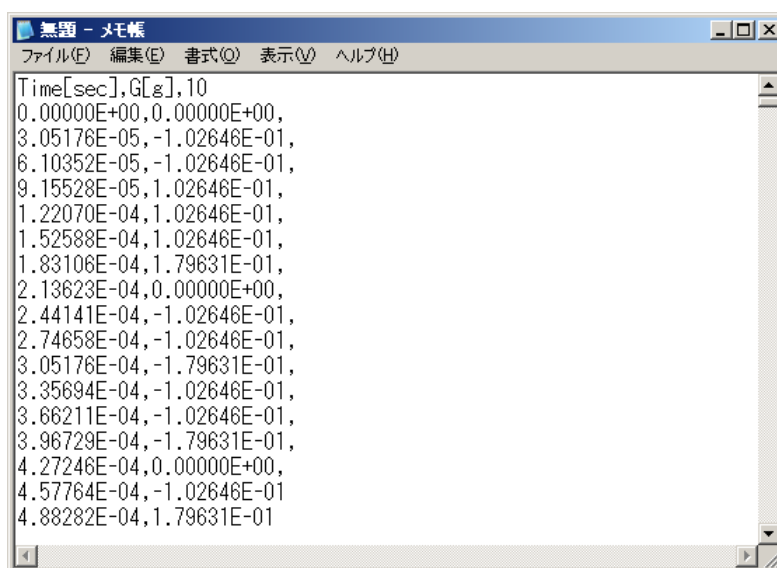 無題 - メモ帳
ファイル(F) 編集(E) 書式(O) 表示(V) ヘルプ(H)
Time[sec],G[g],10
0.00000E+00,0.00000E+00,
3.05176E-05,-1.02646E-01,
6.10352E-05,-1.02646E-01,
9.15528E-05,1.02646E-01,
1.22070E-04,1.02646E-01,
1.52588E-04,1.02646E-01,
1.83106E-04,1.79631E-01,
2.13623E-04,0.00000E+00,
2.44141E-04,-1.02646E-01,
2.74658E-04,-1.02646E-01,
3.05176E-04,-1.79631E-01,
3.35694E-04,-1.02646E-01,
3.66211E-04,-1.02646E-01,
3.96729E-04,-1.79631E-01,
4.27246E-04,0.00000E+00,
4.57764E-04,-1.02646E-01
4.88282E-04,1.79631E-01